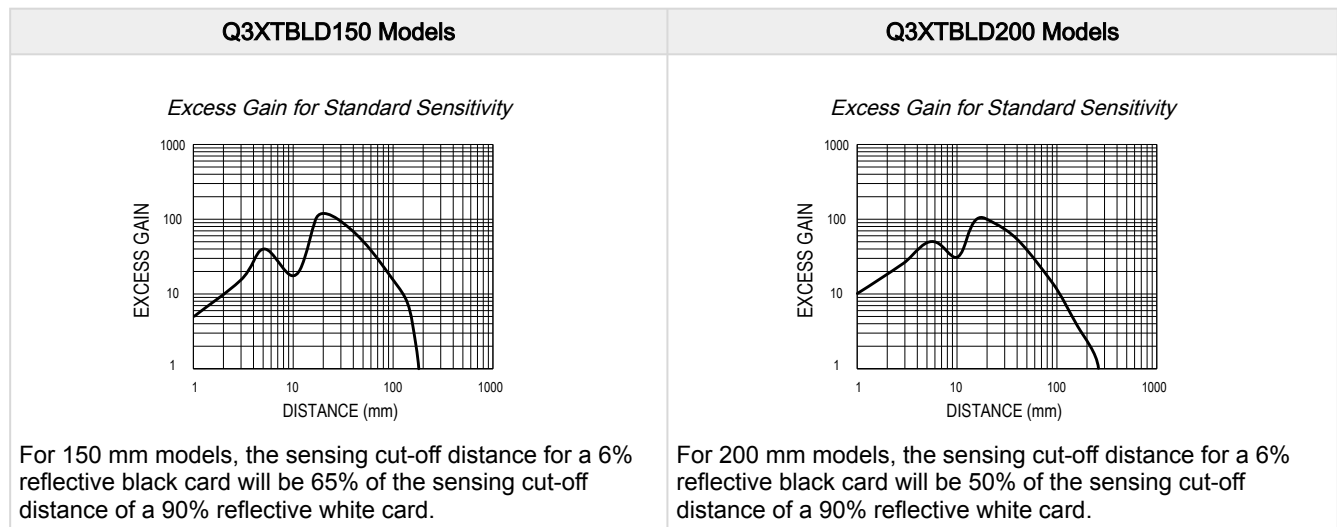 Q3XTBLD150 Models
Excess Gain for Standard Sensitivity
1000
100
10
1
EXCESS GAIN
1 10 100 1000
DISTANCE (mm)
For 150 mm models, the sensing cut-off distance for a 6%
reflective black card will be 65% of the sensing cut-off
distance of a 90% reflective white card.
Q3XTBLD200 Models
Excess Gain for Standard Sensitivity
1000
100
10
1
EXCESS GAIN
1 10 100 1000
DISTANCE (mm)
For 200 mm models, the sensing cut-off distance for a 6%
reflective black card will be 50% of the sensing cut-off
distance of a 90% reflective white card.